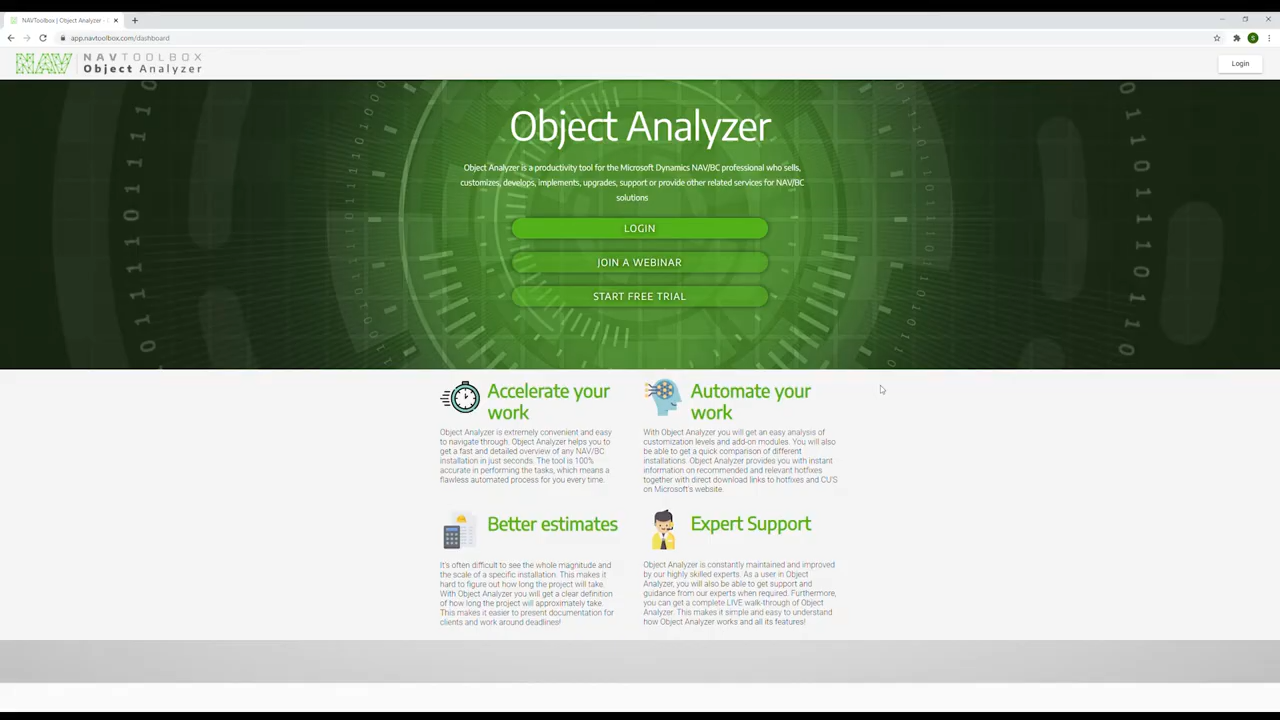 NAVToolbox | Object Analyzer -
app.navtoolbox.com/dashboard
S
NAV
NAVTOOLBOX
Object Analyzer
Login
Object Analyzer
Object Analyzer is a productivity tool for the Microsoft Dynamics NAV/BC professional who sells,
customizes, develops, implements, upgrades, support or provide other related services for NAV/BC
solutions
LOGIN
JOIN A WEBINAR
START FREE TRIAL
Accelerate your
work
Object Analyzer is extremely convenient and easy
to navigate through: Object Analyzer helps you to
get a fast and detailed overview of any NAV/BC
installation in just seconds. The tool is 100%
accurate in performing the tasks, which means a
flawless automated process for you every time.
Automate your
work
With Object Analyzer you will get an easy analysis of
customization levels and add-on modules. You will also
be able to get a quick comparison of different
installations. Object Analyzer provides you with instant
information on recommended and relevant hotfixes
together with direct download links to hotfixes and CU'S
on Microsoft's website.
Better estimates
It's often difficult to see the whole magnitude and
the scale of a specific installation. This makes it
hard to figure out how long the project will take.
With Object Analyzer you will get a clear definition
of how long the project will approximately take.
This makes it easier to present documentation for
clients and work around deadlines!
Expert Support
Object Analyzer is constantly maintained and improved
by our highly skilled experts. As a user in Object
Analyzer, you will also be able to get support and
guidance from our experts when required. Furthermore,
you can get a complete LIVE walk-through of Object
Analyzer. This makes it simple and easy to understand
how Object Analyzer works and all its features!